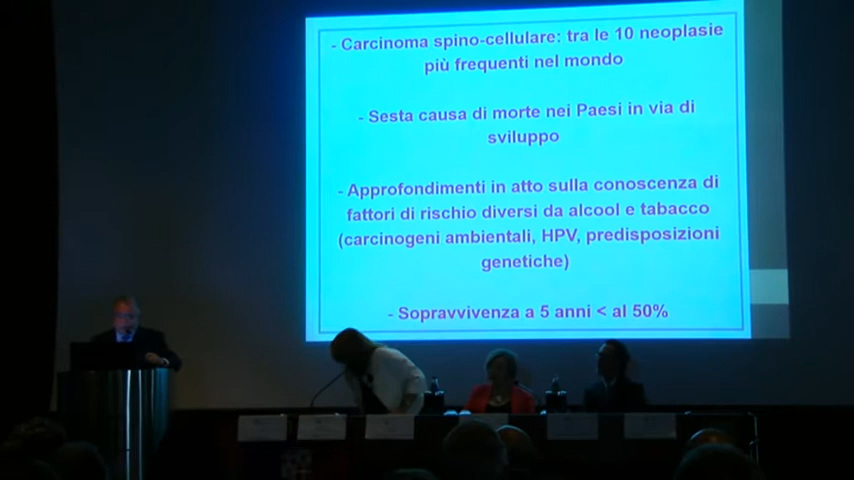 - Carcinoma spino-cellulare: tra le 10 neoplasie
più frequenti nel mondo
- Sesta causa di morte nei Paesi in via di
sviluppo
- Approfondimenti in atto sulla conoscenza di
fattori di rischio diversi da alcool e tabacco
(carcinogeni ambientali, HPV, predisposizioni
genetiche)
- Sopravvivenza a 5 anni < al 50%